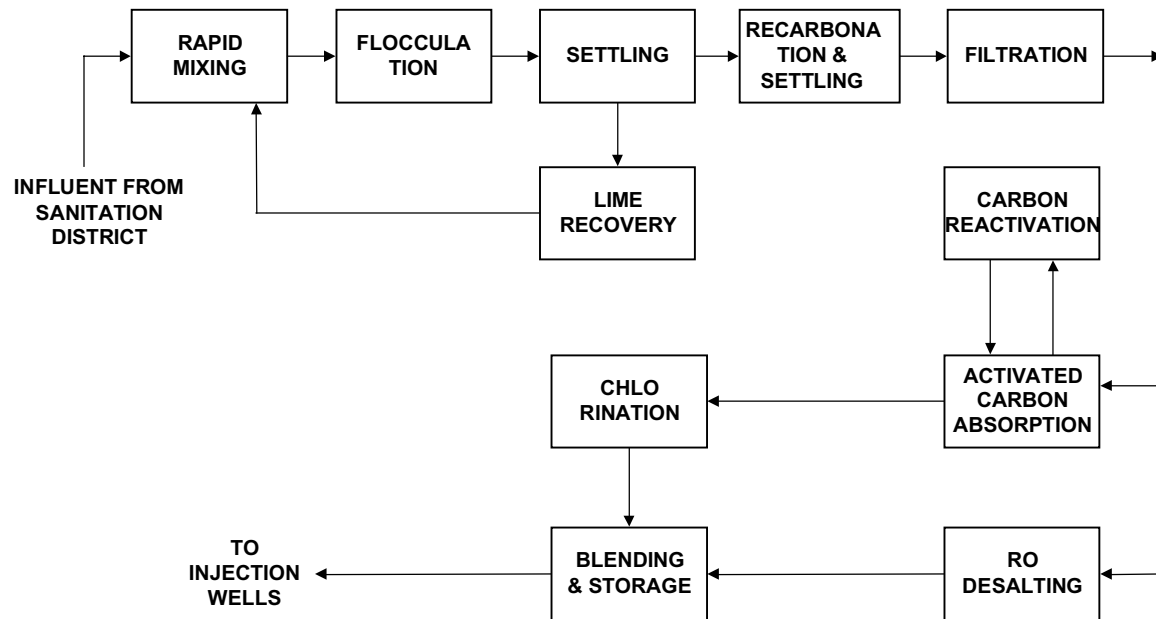 RAPID
MIXING
FLOCCULA
TION
SETTLING
RECARBONA
TION &
SETTLING
FILTRATION
INFLUENT FROM
SANITATION
DISTRICT
LIME
RECOVERY
CARBON
REACTIVATION
CHLO
RINATION
ACTIVATED
CARBON
ABSORPTION
TO
INJECTION
WELLS
BLENDING
& STORAGE
RO
DESALTING